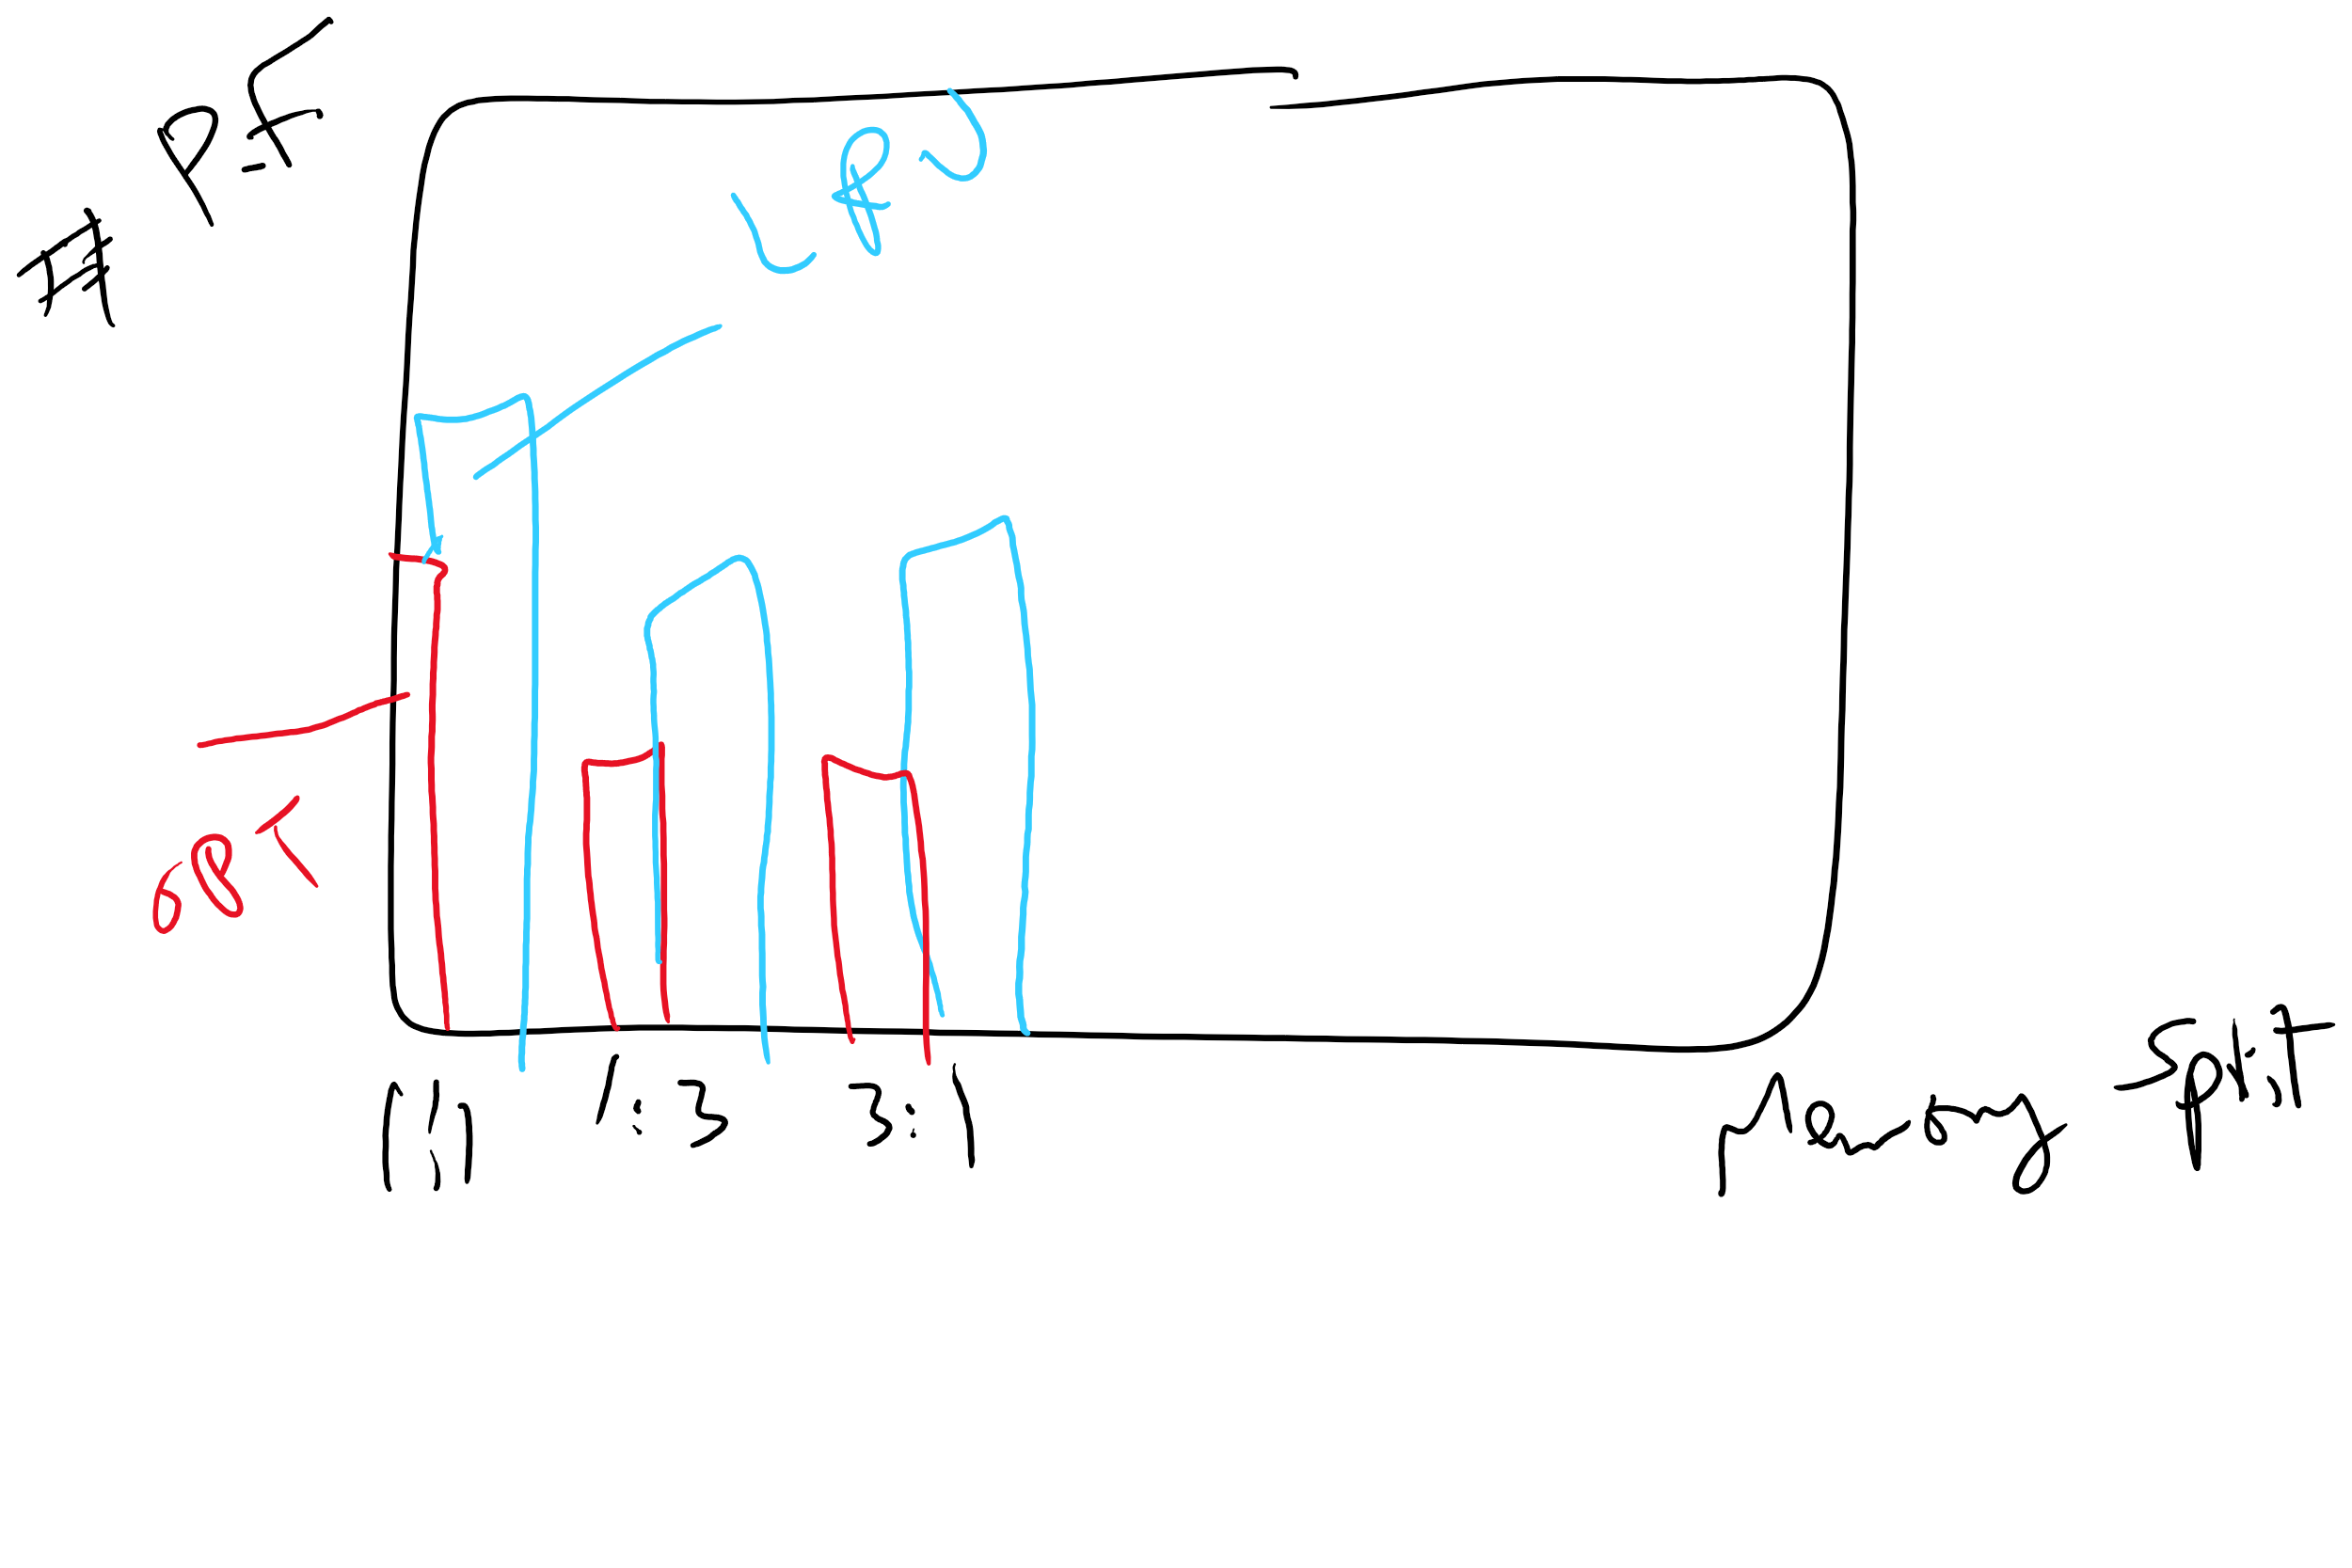 # P.F
LRU
OPT
1:1
1:3
3:1
Memory Split